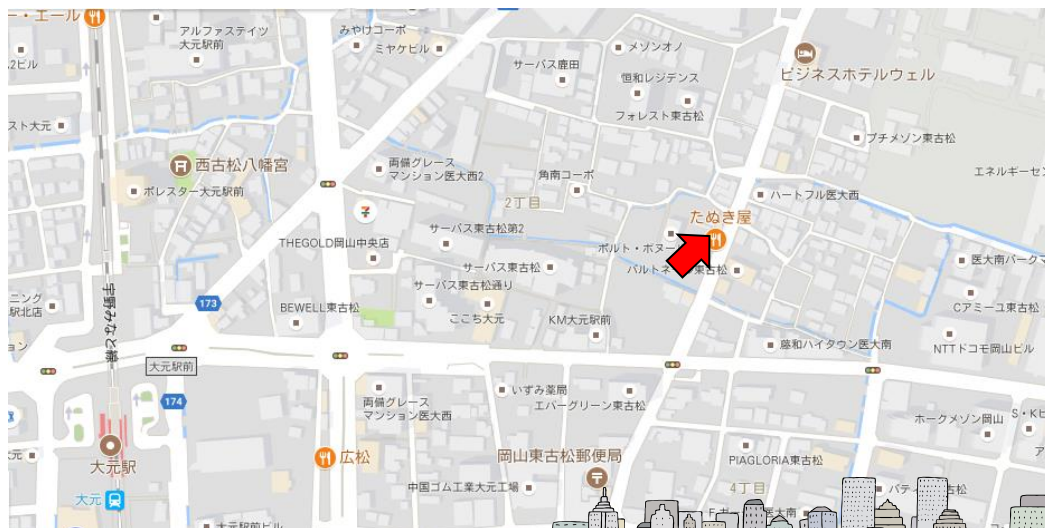 ー・エール
アルファステイツ
大元駅前
みやけコーポ
ミヤケビル
メゾンオノ
サーパス鹿田
恒和レジデンス
フォレスト東古松
ビジネスホテルウェル
プチメゾン東古松
エネルギーセン
スト大元
西古松八幡宮
ポレスター大元駅前
両備グレース
マンション医大西2
角南コーポ
2丁目
ハートフル医大西
たぬき屋
THEGOLD岡山中央店
サーパス東古松第2
サーパス東古松
サーパス東古松通り
ここち大元
KM大元駅前
BEWELL東古松
173
医大南パークマ
Cアミーユ東古松
NTTドコモ岡山ビル
藤和ハイタウン医大南
ニング
駅北店
宇野みなと線
大元駅前
174
両備グレース
マンション医大西
いずみ薬局
エバーグリーン東古松
ホークメゾン岡山
大元駅
大元
広松
岡山東古松郵便局
PIAGLORIA東古松
中国ゴム工業大元工場
4丁目
大元駅前ビル